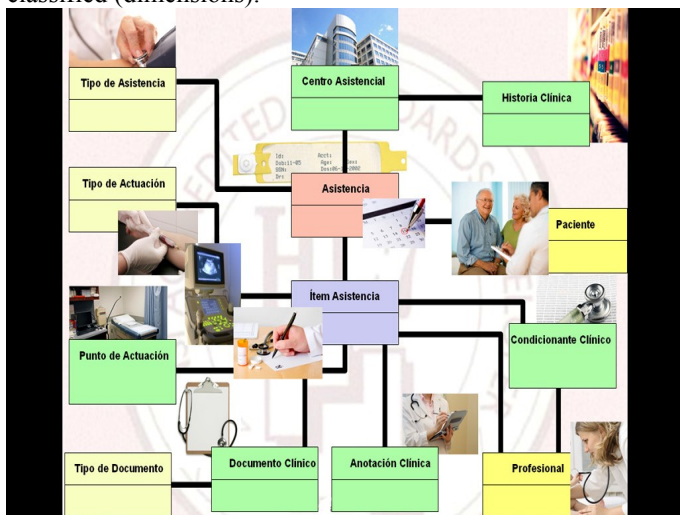 classified (dimensions).
Tipo de Asistencia
Centro Asistencial
Historia Clínica
Asistencia
Tipo de Actuación
Paciente
Ítem Asistencia
Condicionante Clínico
Punto de Actuación
Tipo de Documento
Documento Clínico
Anotación Clínica
Profesional